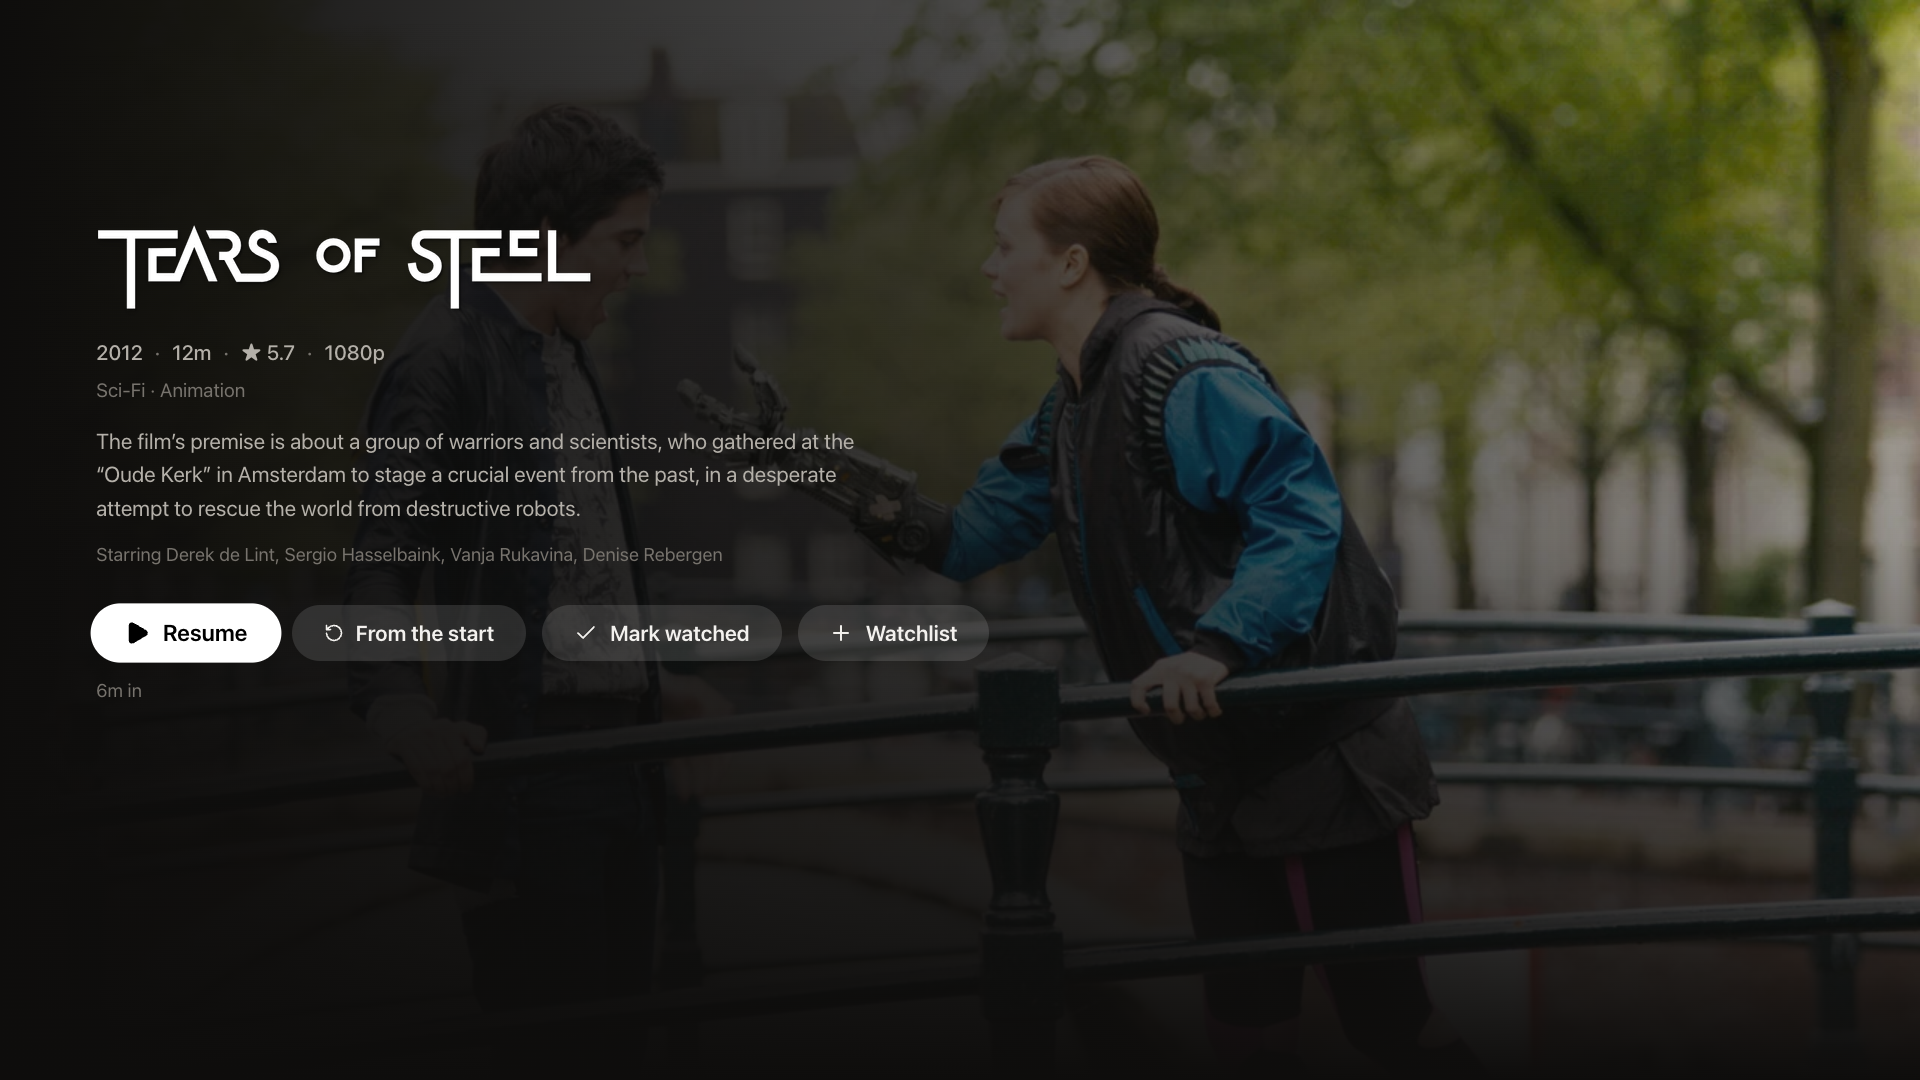 TEARS OF STEEL
2012 · 12m · ★ 5.7 · 1080p
Sci-Fi · Animation
The film’s premise is about a group of warriors and scientists, who gathered at the
“Oude Kerk” in Amsterdam to stage a crucial event from the past, in a desperate
attempt to rescue the world from destructive robots.
Starring Derek de Lint, Sergio Hasselbaink, Vanja Rukavina, Denise Rebergen
Resume From the start Mark watched Watchlist
6m in